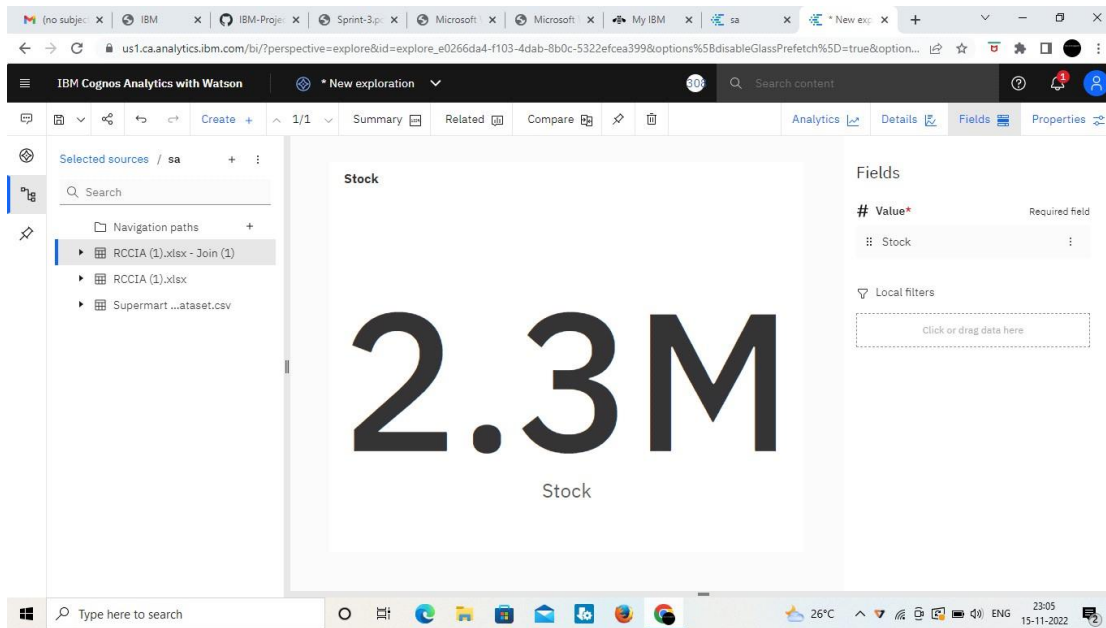 (no subjec
IBM
IBM-Projec
Sprint-3.pc
Microsoft
Microsoft
My IBM
sa
* New exp
us1.ca.analytics.ibm.com/bi/?perspective=explore&id=explore_e0266da4-f103-4dab-8b0c-5322efcea399&options%5BdisableGlassPrefetch%5D=true&option...
IBM Cognos Analytics with Watson
* New exploration
308
Search content
1
Create +
1/1
Summary
Related
Compare
Analytics
Details
Fields
Properties
Selected sources / sa
Search
Navigation paths
RCCIA (1).xlsx - Join (1)
RCCIA (1).xlsx
Supermart ...ataset.csv
Stock
2.3M
Stock
Fields
# Value*
Required field
Stock
Local filters
Click or drag data here
Type here to search
26°C
ENG
23:05
15-11-2022
2